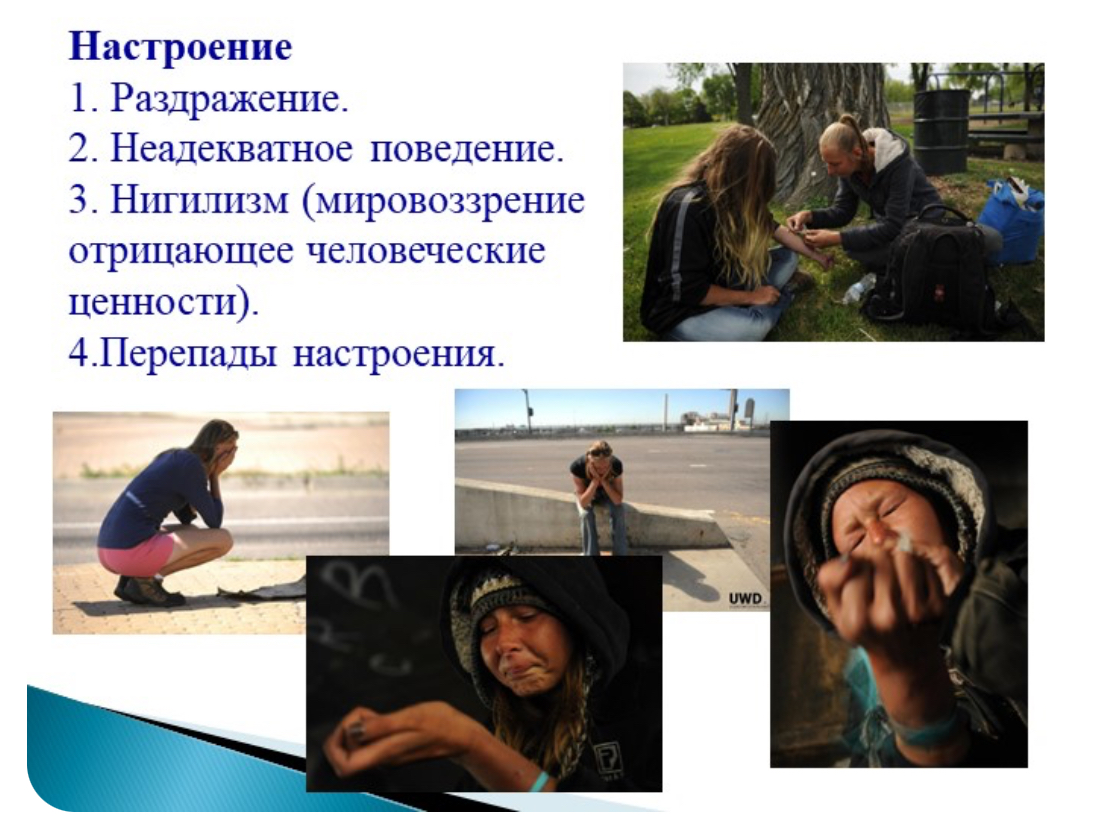 Настроение
1. Раздражение.
2. Неадекватное поведение.
3. Нигилизм (мировоззрение
отрицающее человеческие
ценности).
4.Перепады настроения.
UWD